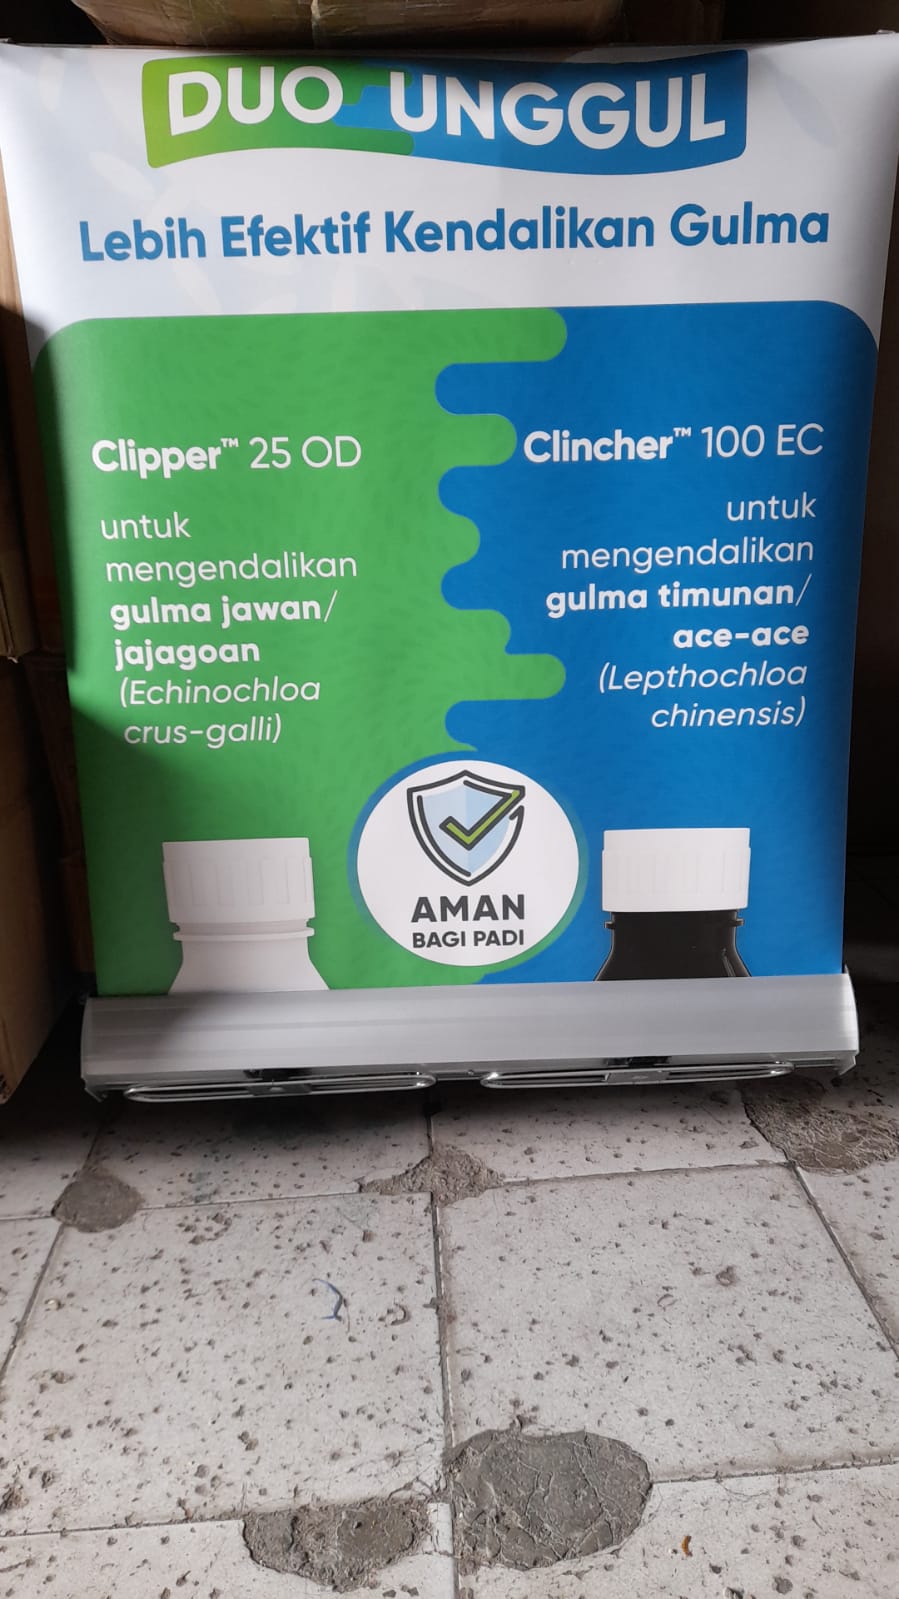 DUO UNGGUL
Lebih Efektif Kendalikan Gulma
Clipper™ 25 OD
untuk
mengendalikan
gulma jawan/
jajagoan
(Echinochloa
crus-galli)
Clincher™ 100 EC
untuk
mengendalikan
gulma timunan/
ace-ace
(Lepthochloa
chinensis)
AMAN
BAGI PADI